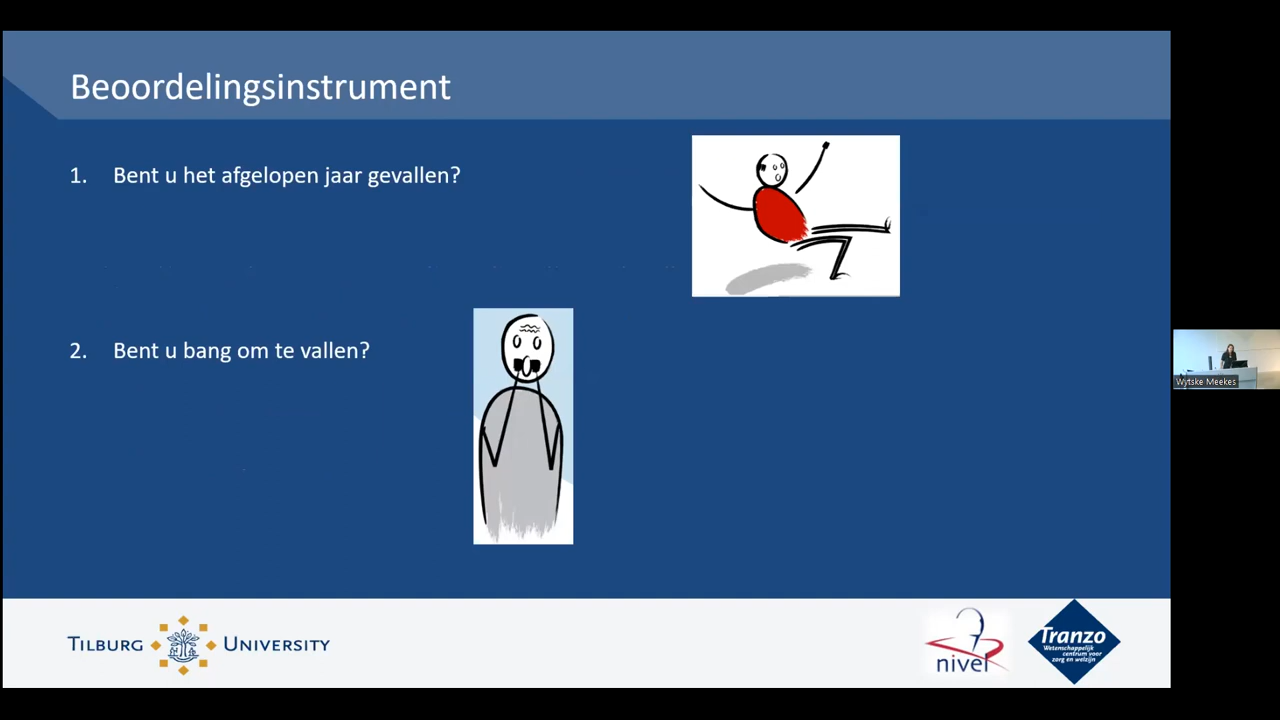 Beoordelingsinstrument
1. Bent u het afgelopen jaar gevallen?
2. Bent u bang om te vallen?
Wytske Meekes
TILBURG UNIVERSITY
nivel
Tranzo
Wetenschappelijk
centrum voor
zorg en welzijn